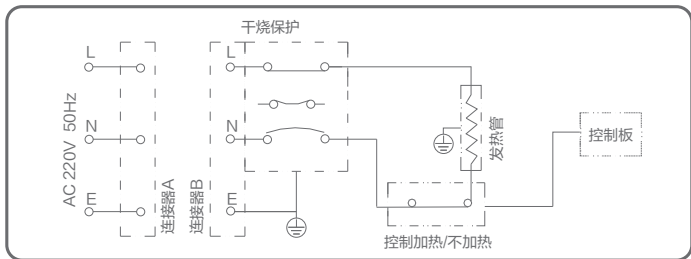 干烧保护
L
L
N
N
E
E
AC 220V 50Hz
连接器A
连接器B
发热管
控制板
控制加热/不加热